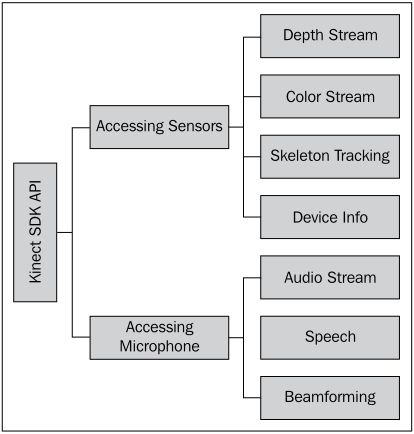 Kinect SDK API
Accessing Sensors
Depth Stream
Color Stream
Skeleton Tracking
Device Info
Accessing
Microphone
Audio Stream
Speech
Beamforming